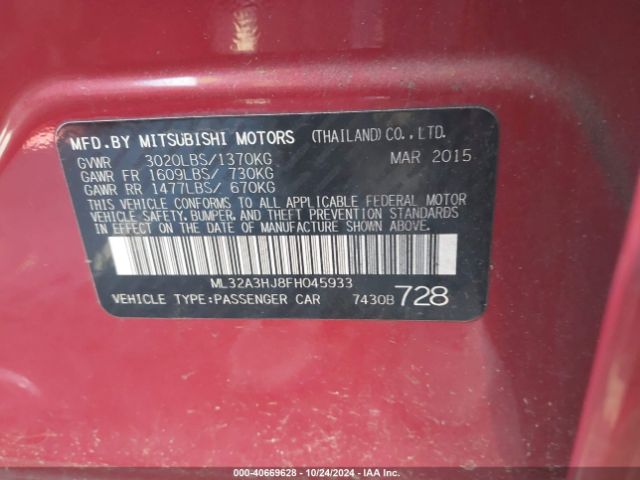 MFD.BY MITSUBISHI MOTORS (THAILAND)CO.,LTD.
GVWR 3020LBS/1370KG MAR 2015
GAWR FR 1609LBS/ 730KG
GAWR RR 1477LBS/ 670KG
THIS VEHICLE CONFORMS TO ALL APPLICABLE FEDERAL MOTOR
VEHICLE SAFETY, BUMPER, AND THEFT PREVENTION STANDARDS
IN EFFECT ON THE DATE OF MANUFACTURE SHOWN ABOVE.
ML32A3HJ8FH045933
VEHICLE TYPE:PASSENGER CAR 7430B 728
000-40669628 - 10/24/2024 - IAA Inc.